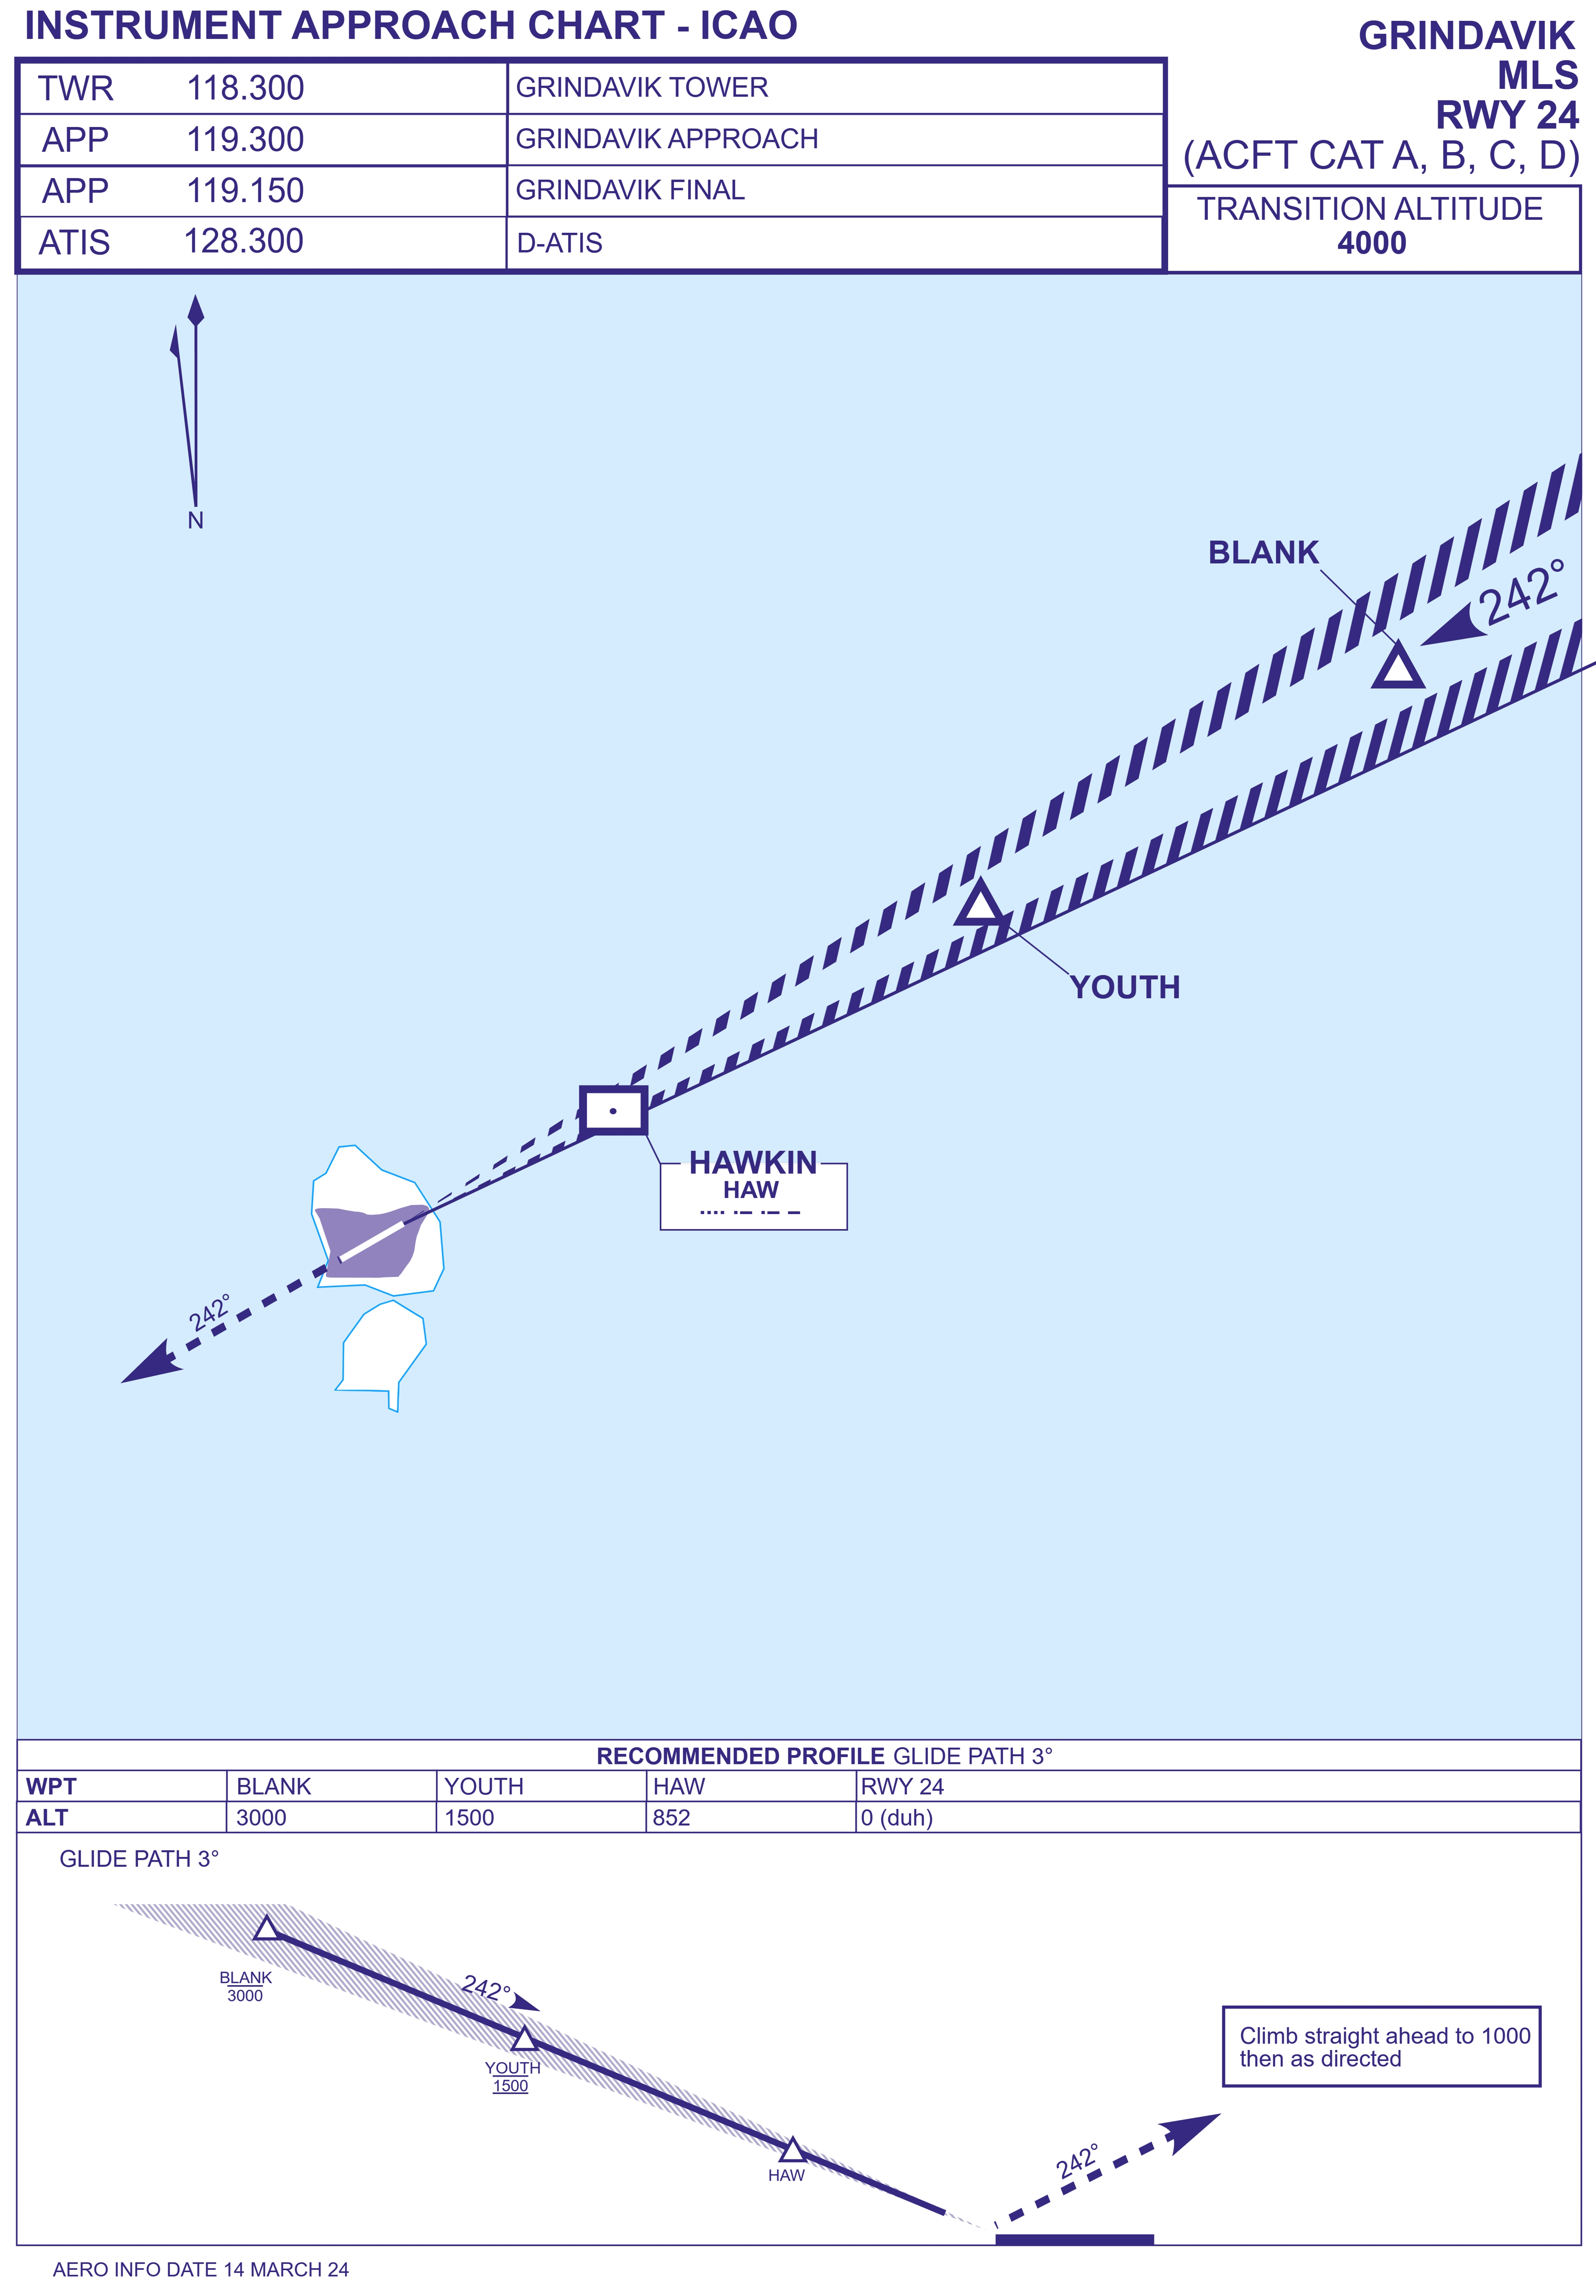 INSTRUMENT APPROACH CHART - ICAO
GRINDAVIK
MLS
RWY 24
(ACFT CAT A, B, C, D)
TRANSITION ALTITUDE
4000
TWR 118.300 GRINDAVIK TOWER
APP 119.300 GRINDAVIK APPROACH
APP 119.150 GRINDAVIK FINAL
ATIS 128.300 D-ATIS
N
BLANK
242°
YOUTH
HAWKIN
HAW
242°
RECOMMENDED PROFILE GLIDE PATH 3°
WPT BLANK YOUTH HAW RWY 24
ALT 3000 1500 852 0 (duh)
GLIDE PATH 3°
BLANK
3000
242°
YOUTH
1500
HAW
242°
Climb straight ahead to 1000
then as directed
AERO INFO DATE 14 MARCH 24